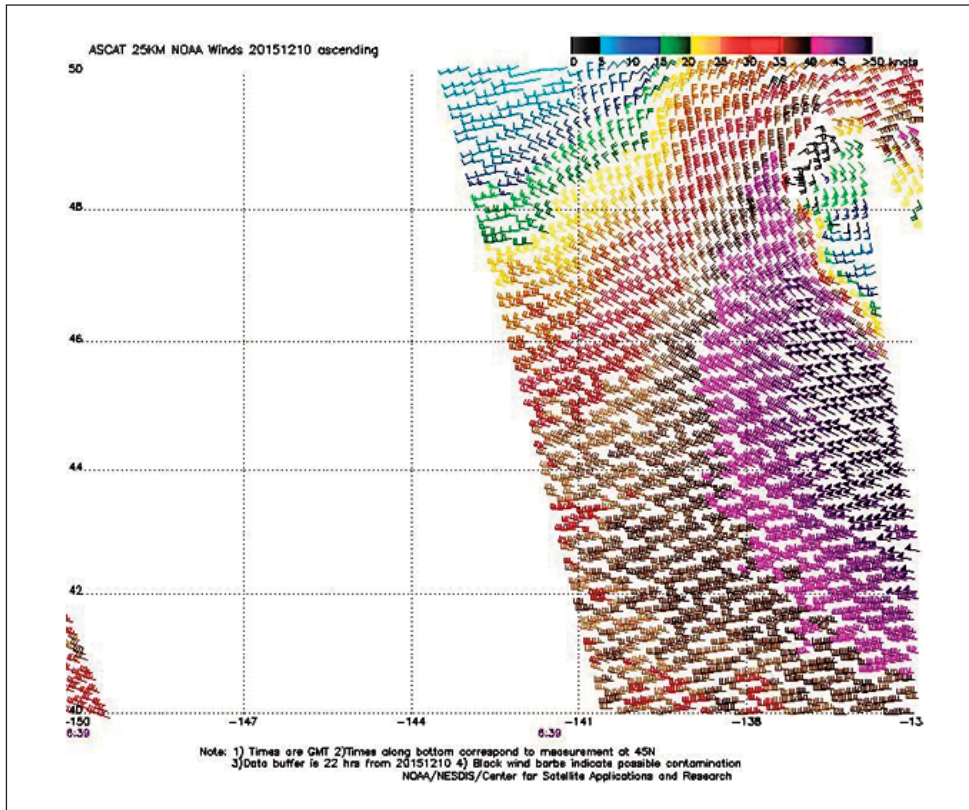 ASCAT 25KM NOAA Winds 20151210 ascending
0 5 10 15 20 25 30 35 40 45 >50 knots
50
48
46
44
42
40
-150 -147 -144 -141 -138 -13
6:39 6:39
Note: 1) Times are GMT 2)Times along bottom correspond to measurement at 45N
3)Data buffer is 22 hrs from 20151210 4) Black wind barbs indicate possible contamination
NOAA/NESDIS/Center for Satellite Applications and Research